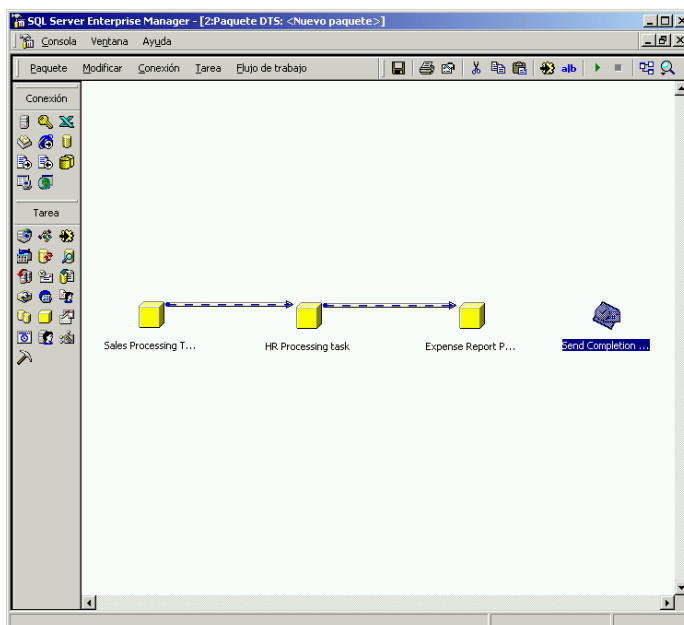 SQL Server Enterprise Manager - [2:Paquete DTS: <Nuevo paquete>]
Consola Ventana Ayuda
Paquete Modificar Conexión Tarea Flujo de trabajo alb
Conexión
Tarea
Sales Processing T... HR Processing task Expense Report P... Send Completion ...